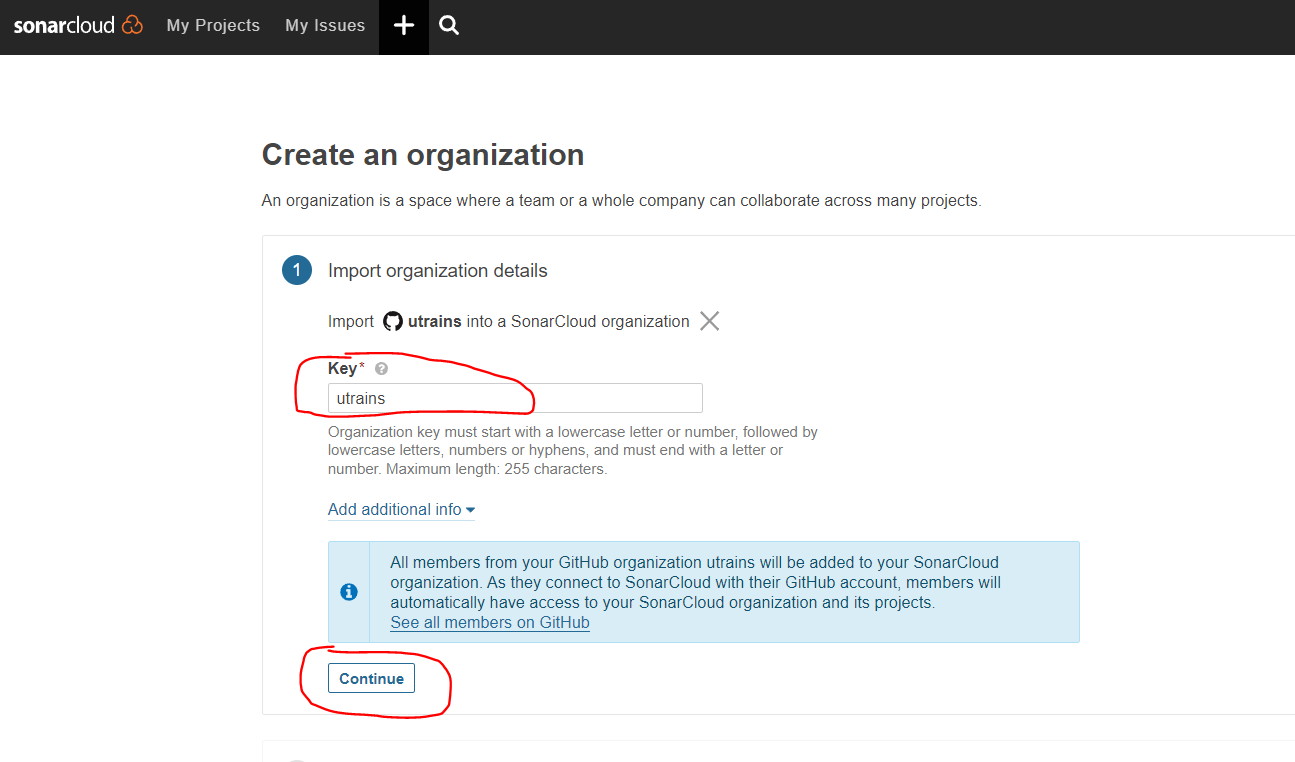 sonarcloud My Projects My Issues
Create an organization
An organization is a space where a team or a whole company can collaborate across many projects.
1 Import organization details
Import utrains into a SonarCloud organization
Key* ?
utrains
Organization key must start with a lowercase letter or number, followed by
lowercase letters, numbers or hyphens, and must end with a letter or
number. Maximum length: 255 characters.
Add additional info
All members from your GitHub organization utrains will be added to your SonarCloud
organization. As they connect to SonarCloud with their GitHub account, members will
automatically have access to your SonarCloud organization and its projects.
See all members on GitHub
Continue